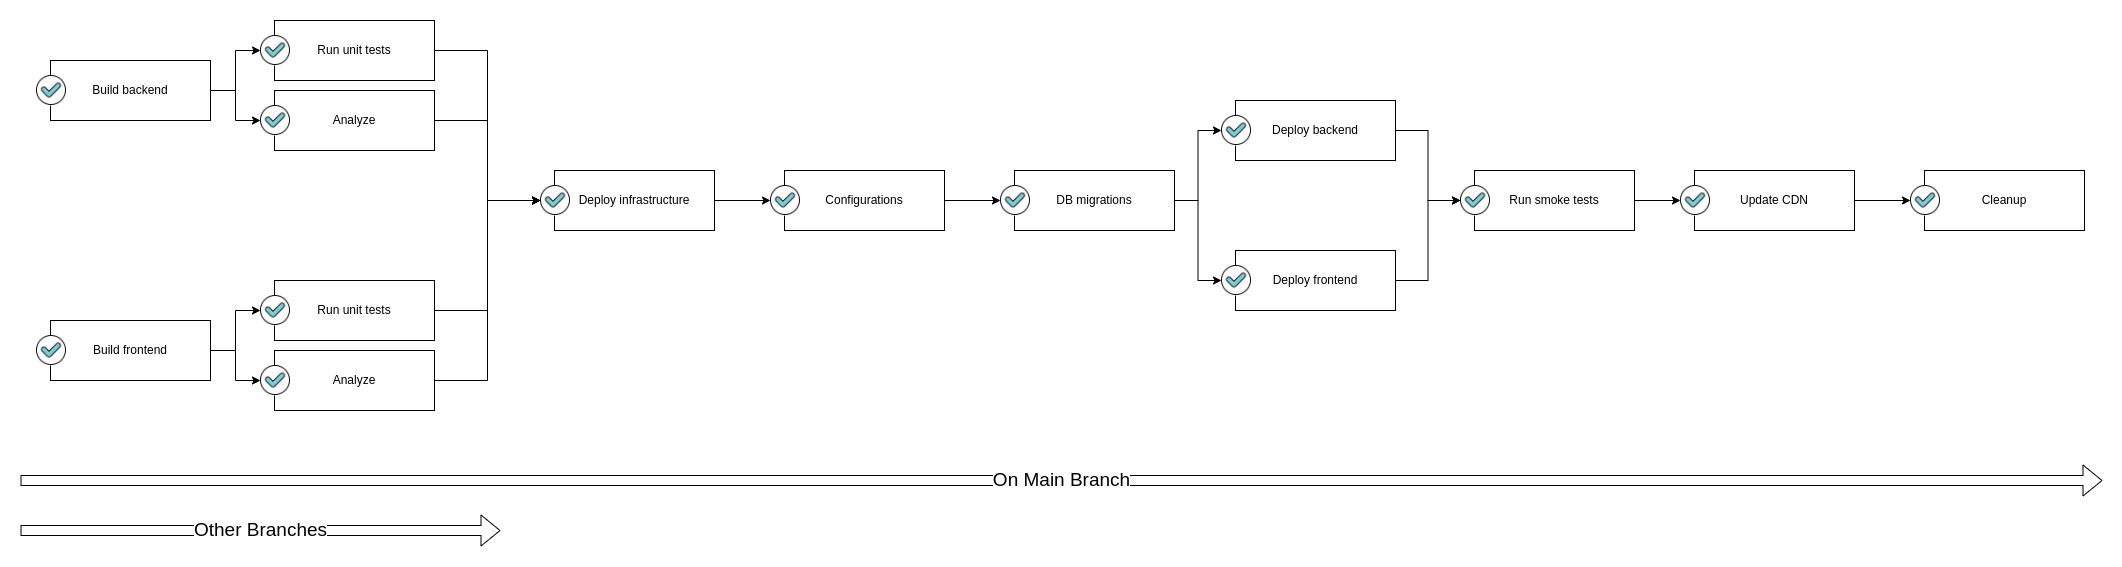 Build backend
Run unit tests
Analyze
Build frontend
Run unit tests
Analyze
Deploy infrastructure
Configurations
DB migrations
Deploy backend
Deploy frontend
Run smoke tests
Update CDN
Cleanup
On Main Branch
Other Branches